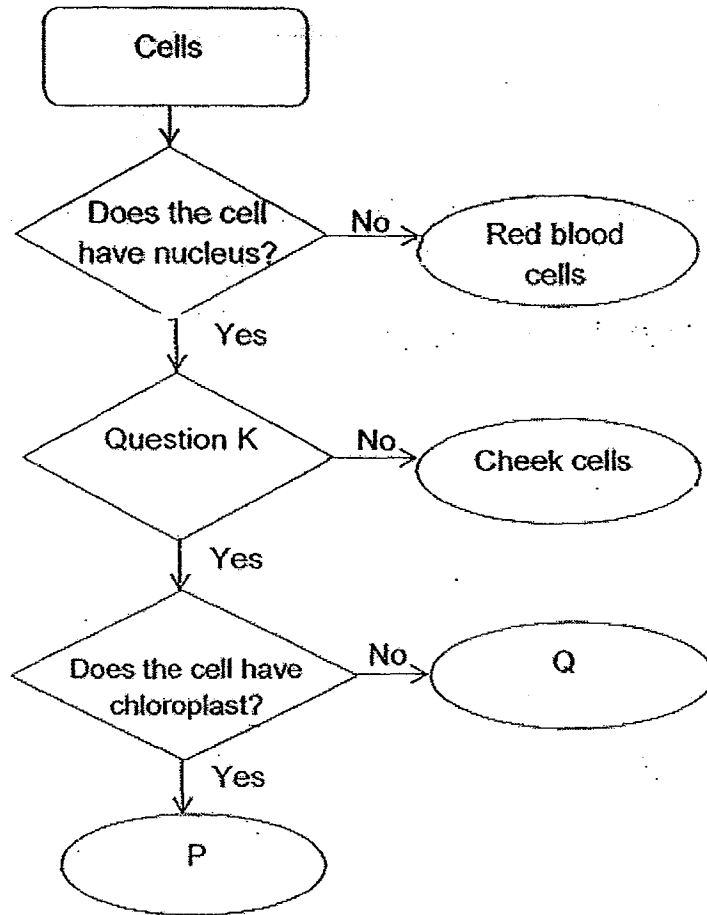 Cells
Does the cell
have nucleus?
No
Red blood
cells
Yes
Question K
No
Cheek cells
Yes
Does the cell have
chloroplast?
No
Q
Yes
P